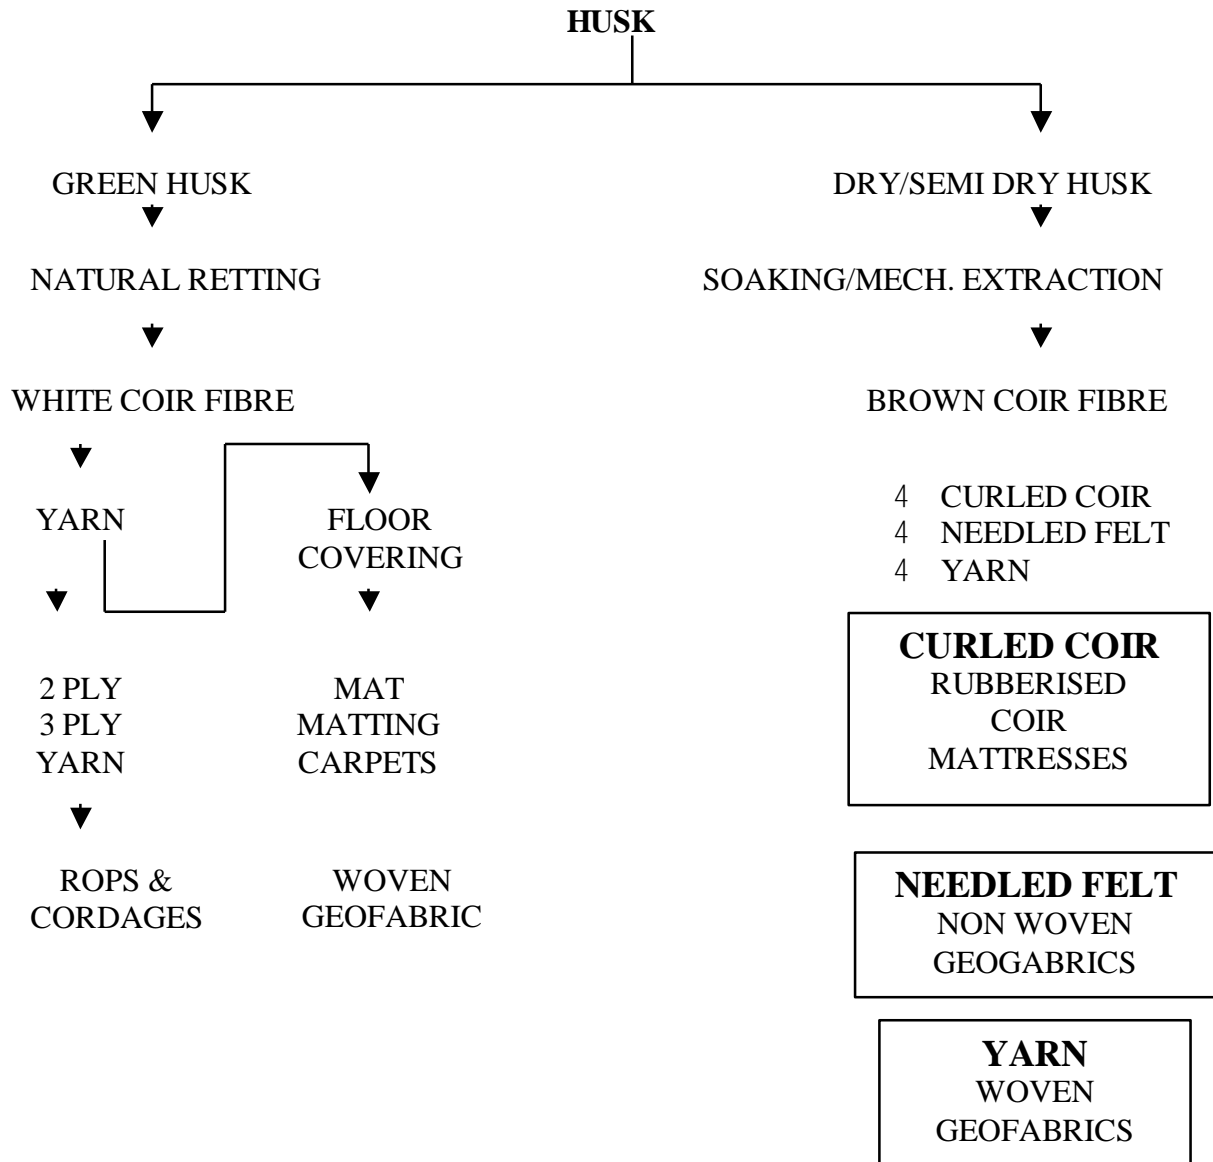 HUSK
GREEN HUSK
DRY/SEMI DRY HUSK
NATURAL RETTING
SOAKING/MECH. EXTRACTION
WHITE COIR FIBRE
BROWN COIR FIBRE
YARN
FLOOR
COVERING
4 CURLED COIR
4 NEEDLED FELT
4 YARN
2 PLY
3 PLY
YARN
MAT
MATTING
CARPETS
CURLED COIR
RUBBERISED
COIR
MATTRESSES
ROPS &
CORDAGES
WOVEN
GEOFABRIC
NEEDLED FELT
NON WOVEN
GEOGABRICS
YARN
WOVEN
GEOFABRICS